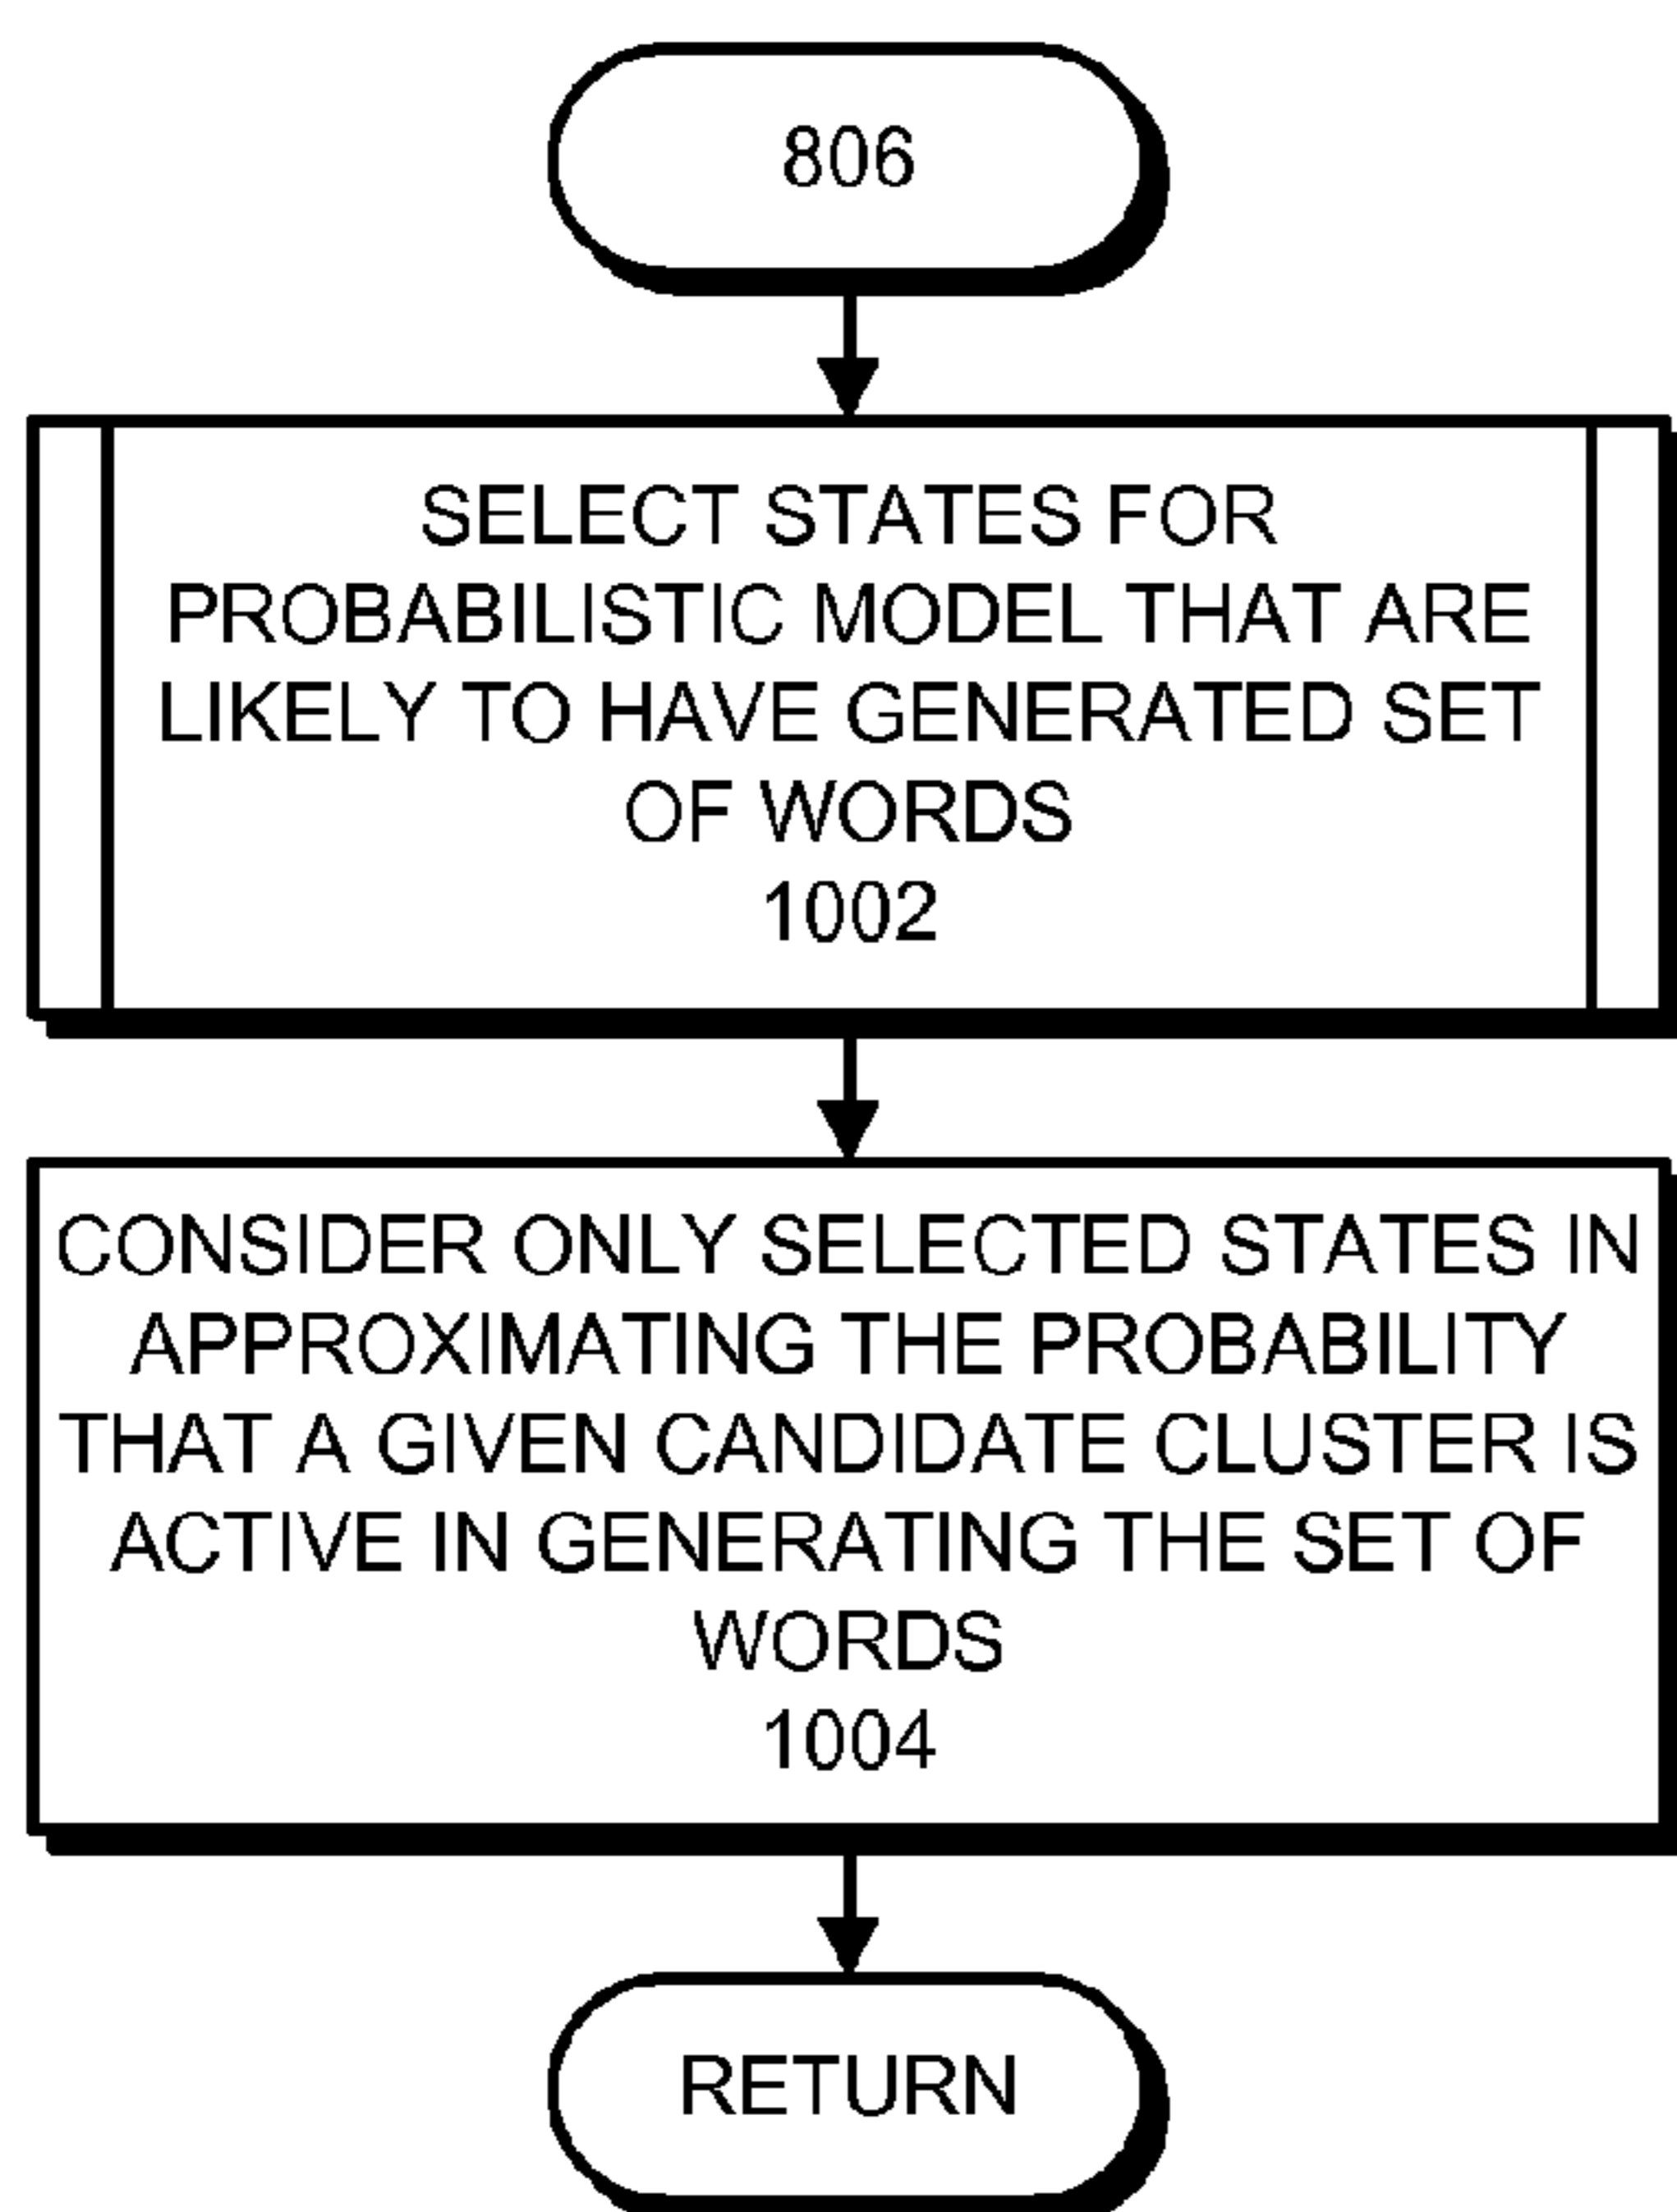 806
SELECT STATES FOR
PROBABILISTIC MODEL THAT ARE
LIKELY TO HAVE GENERATED SET
OF WORDS
1002
CONSIDER ONLY SELECTED STATES IN
APPROXIMATING THE PROBABILITY
THAT A GIVEN CANDIDATE CLUSTER IS
ACTIVE IN GENERATING THE SET OF
WORDS
1004
RETURN